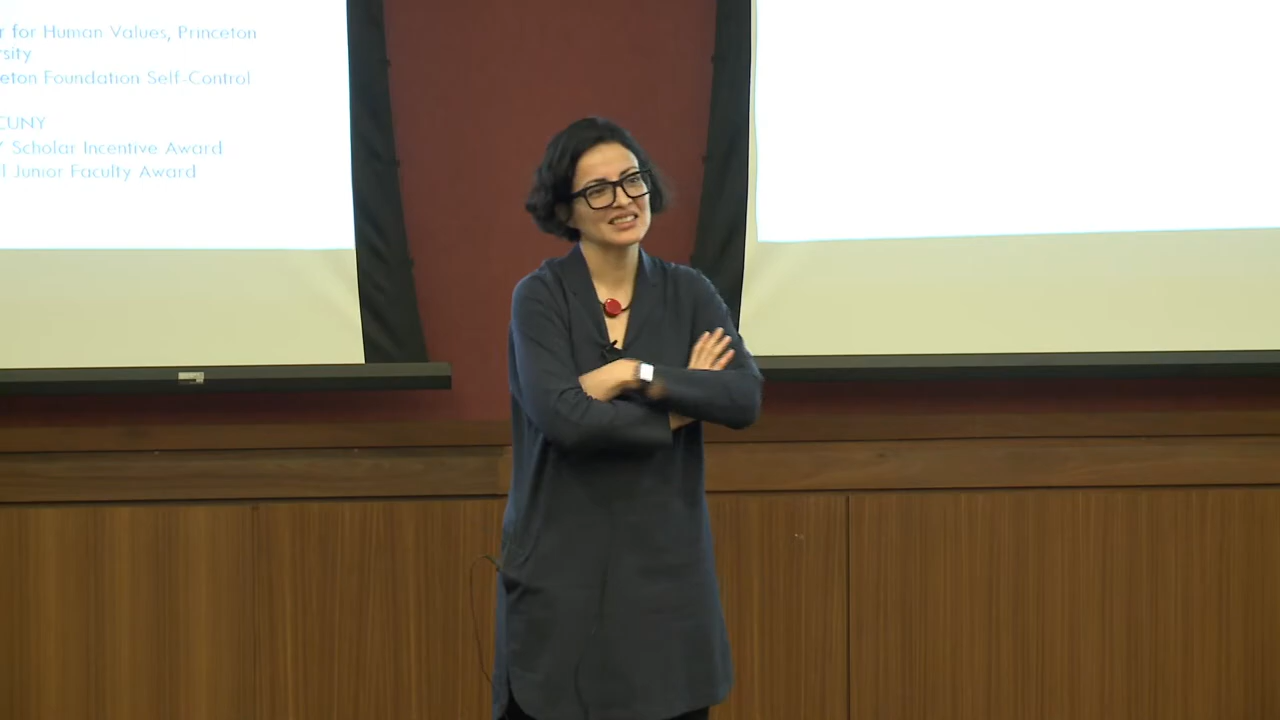 r for Human Values, Princeton
rsity
eton Foundation Self-Control
CUNY
Y Scholar Incentive Award
l Junior Faculty Award